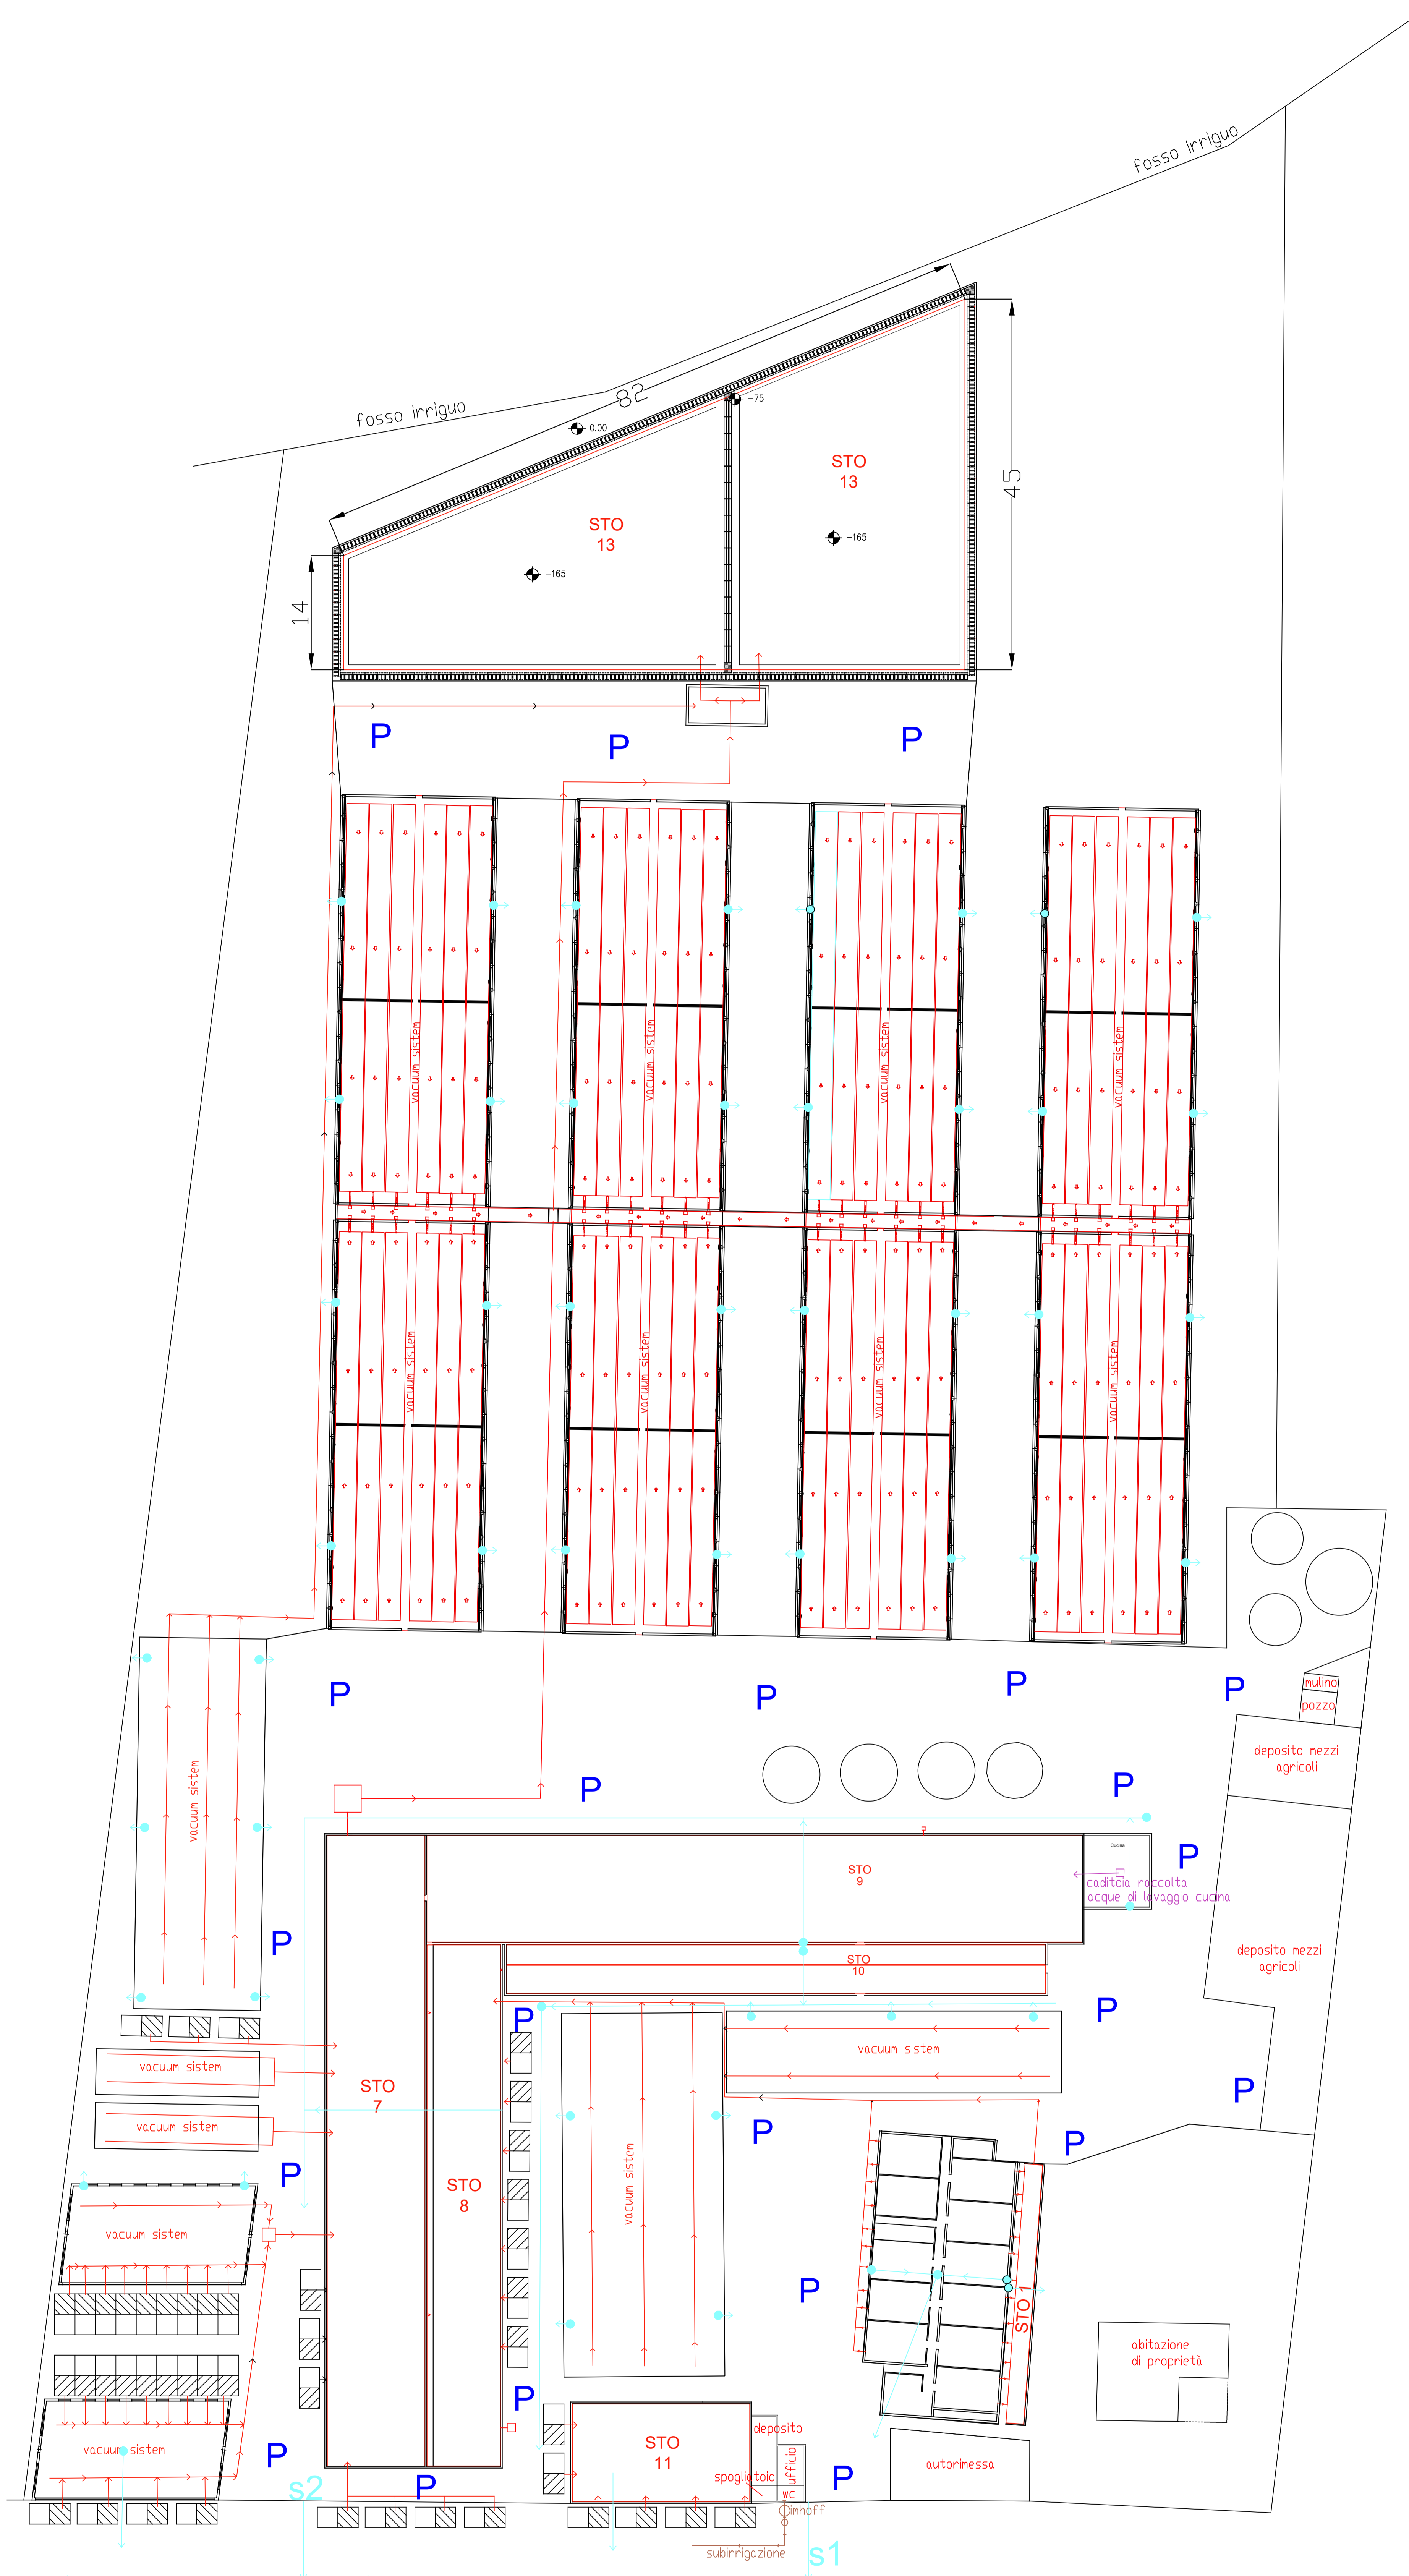 fosso irriguo
fosso irriguo
82
0.00
-75
STO
13
45
STO
13
-165
-165
14
P
P
P
vacuum sistem
vacuum sistem
vacuum sistem
vacuum sistem
vacuum sistem
vacuum sistem
vacuum sistem
vacuum sistem
P
P
P
P
mulino
pozzo
deposito mezzi
agricoli
vacuum sistem
P
P
Cucina
P
STO
9
caditoia raccolta
acque di lavaggio cucina
P
deposito mezzi
agricoli
STO
10
P
P
vacuum sistem
vacuum sistem
STO
7
P
vacuum sistem
P
P
P
STO
8
vacuum sistem
vacuum sistem
P
STO 1
abitazione
di proprietà
P
deposito
STO
11
vacuum sistem
P
ufficio
autorimessa
spogliatoio
P
s2
P
WC
imhoff
subirrigazione
s1